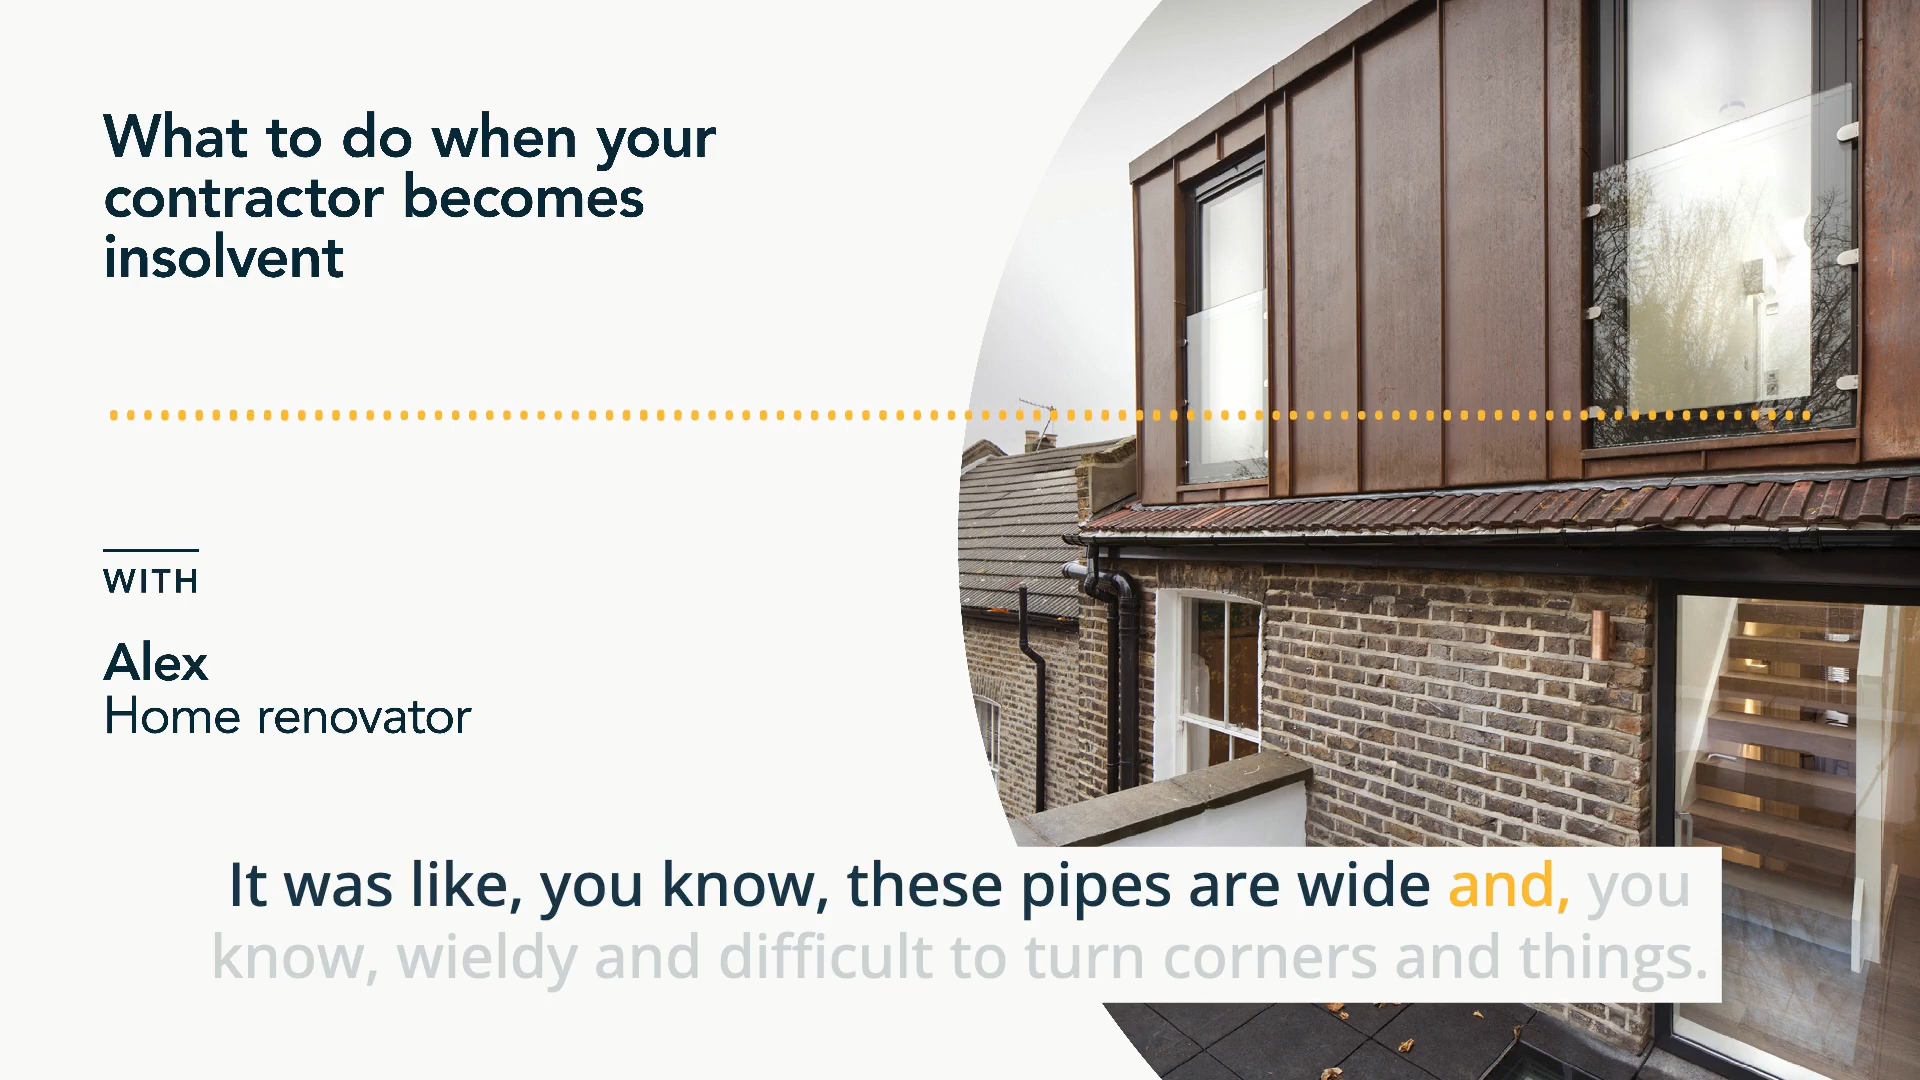 What to do when your
contractor becomes
insolvent
WITH
Alex
Home renovator
It was like, you know, these pipes are wide and, you
know, wieldy and difficult to turn corners and things.